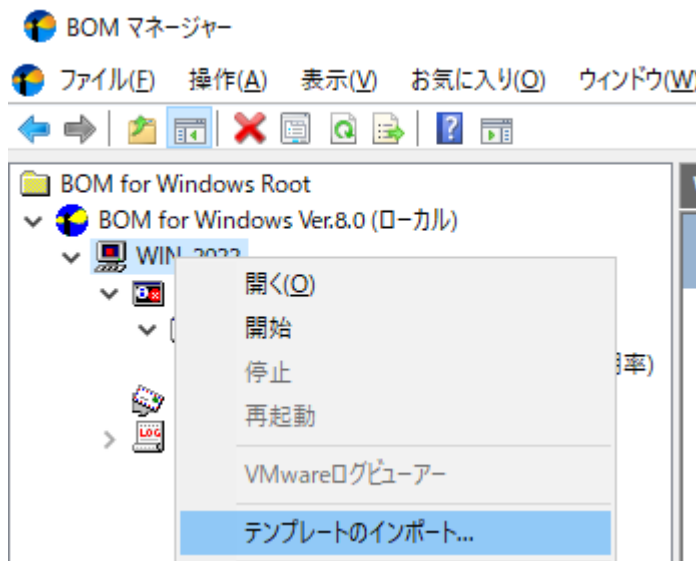 BOM マネージャー
ファイル(F) 操作(A) 表示(V) お気に入り(O) ウィンドウ(W)
BOM for Windows Root
BOM for Windows Ver.8.0 (ローカル)
WIN-2022
開く(O)
開始
停止
用率)
再起動
VMwareログビューアー
テンプレートのインポート...